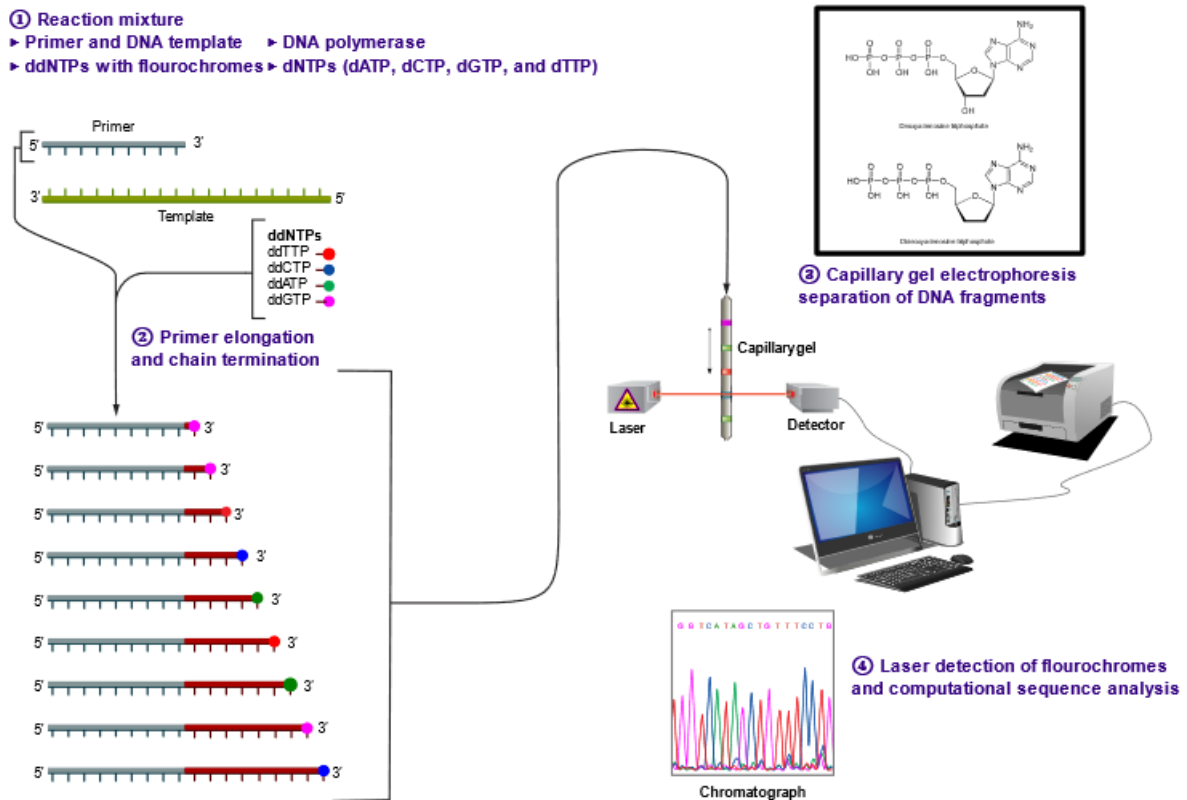 ① Reaction mixture
▸ Primer and DNA template ▸ DNA polymerase
▸ ddNTPs with flourochromes ▸ dNTPs (dATP, dCTP, dGTP, and dTTP)
Primer
5' 3'
3' 5'
Template
ddNTPs
ddTTP
ddCTP
ddATP
ddGTP
② Primer elongation
and chain termination
5' 3'
5' 3'
5' 3'
5' 3'
5' 3'
5' 3'
5' 3'
5' 3'
5' 3'
NH₂
N N
N N
O O O
HO P O P O P O
OH OH OH
O
OH
Deoxyadenosine triphosphate
NH₂
N N
N N
O O O
HO P O P O P O
OH OH OH
O
Dideoxyadenosine triphosphate
③ Capillary gel electrophoresis
separation of DNA fragments
Capillary gel
Laser
Detector
G G T C A T A G C T G T T T C C T G
④ Laser detection of flourochromes
and computational sequence analysis
Chromatograph